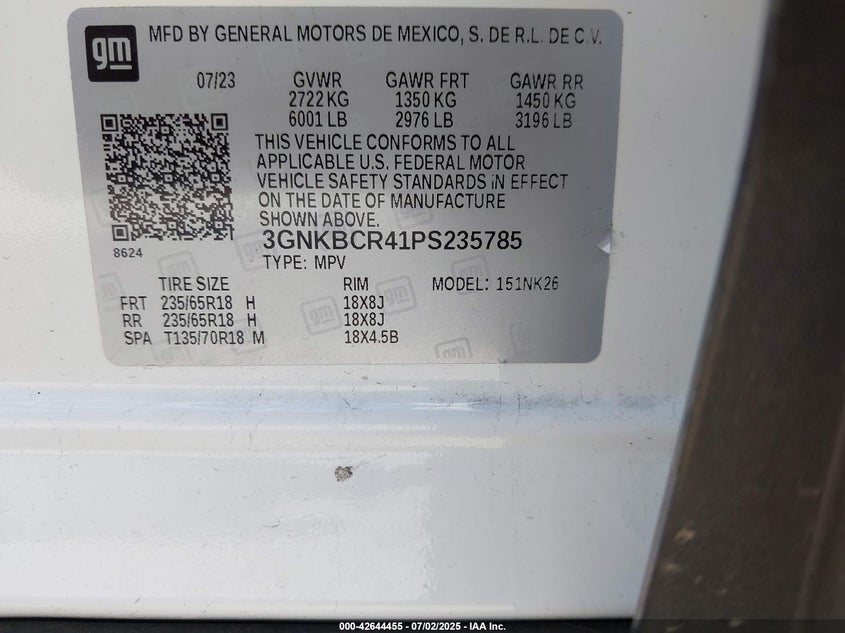 gm MFD BY GENERAL MOTORS DE MEXICO, S. DE R.L. DE C.V.
07/23 GVWR GAWR FRT GAWR RR
2722 KG 1350 KG 1450 KG
6001 LB 2976 LB 3196 LB
THIS VEHICLE CONFORMS TO ALL
APPLICABLE U.S. FEDERAL MOTOR
VEHICLE SAFETY STANDARDS IN EFFECT
ON THE DATE OF MANUFACTURE
SHOWN ABOVE.
8624
3GNKBCR41PS235785
TYPE: MPV
TIRE SIZE RIM MODEL: 151NK26
FRT 235/65R18 H 18X8J
RR 235/65R18 H 18X8J
SPA T135/70R18 M 18X4.5B
000-42644455 - 07/02/2025 - IAA Inc.